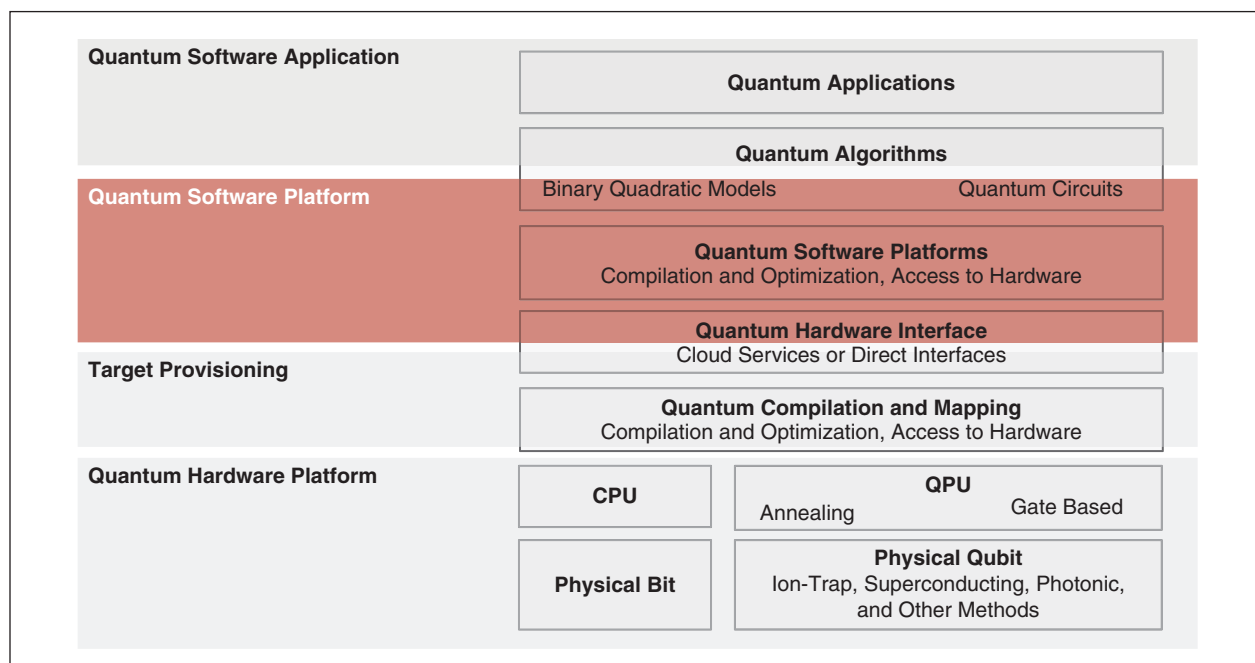 Quantum Software Application
Quantum Applications
Quantum Algorithms
Binary Quadratic Models
Quantum Circuits
Quantum Software Platform
Quantum Software Platforms
Compilation and Optimization, Access to Hardware
Quantum Hardware Interface
Cloud Services or Direct Interfaces
Target Provisioning
Quantum Compilation and Mapping
Compilation and Optimization, Access to Hardware
Quantum Hardware Platform
CPU
QPU
Annealing
Gate Based
Physical Bit
Physical Qubit
Ion-Trap, Superconducting, Photonic,
and Other Methods